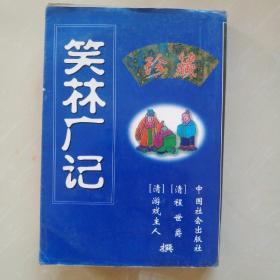 笑林广记
珍藏
[清]程世爵
[清]游戏主人
撰
中国社会出版社